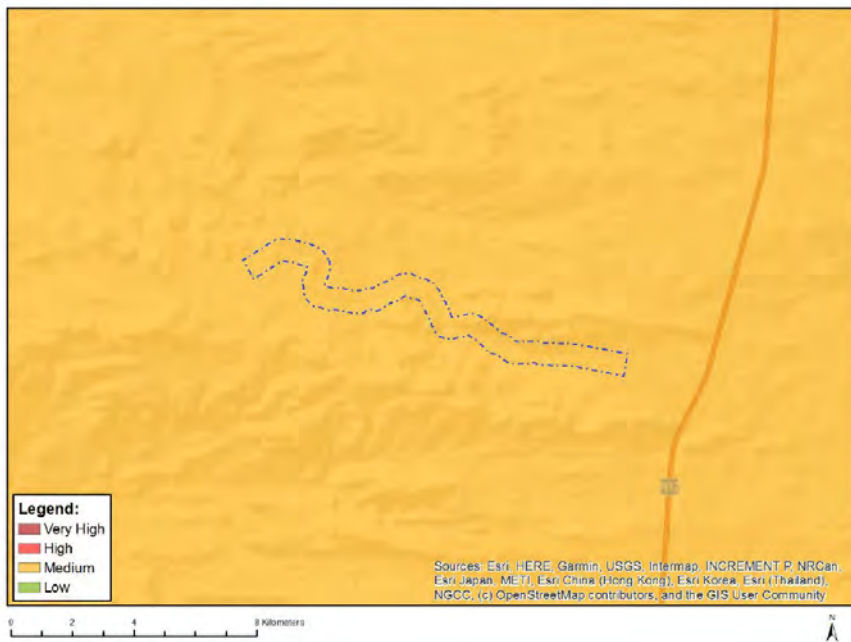 Legend:
Very High
High
Medium
Low
Sources: Esri, HERE, Garmin, USGS, Intermap, INCREMENT P, NRCan,
Esri Japan, METI, Esri China (Hong Kong), Esri Korea, Esri (Thailand),
NGCC, (c) OpenStreetMap contributors, and the GIS User Community
0 2 4 8 Kilometers
N